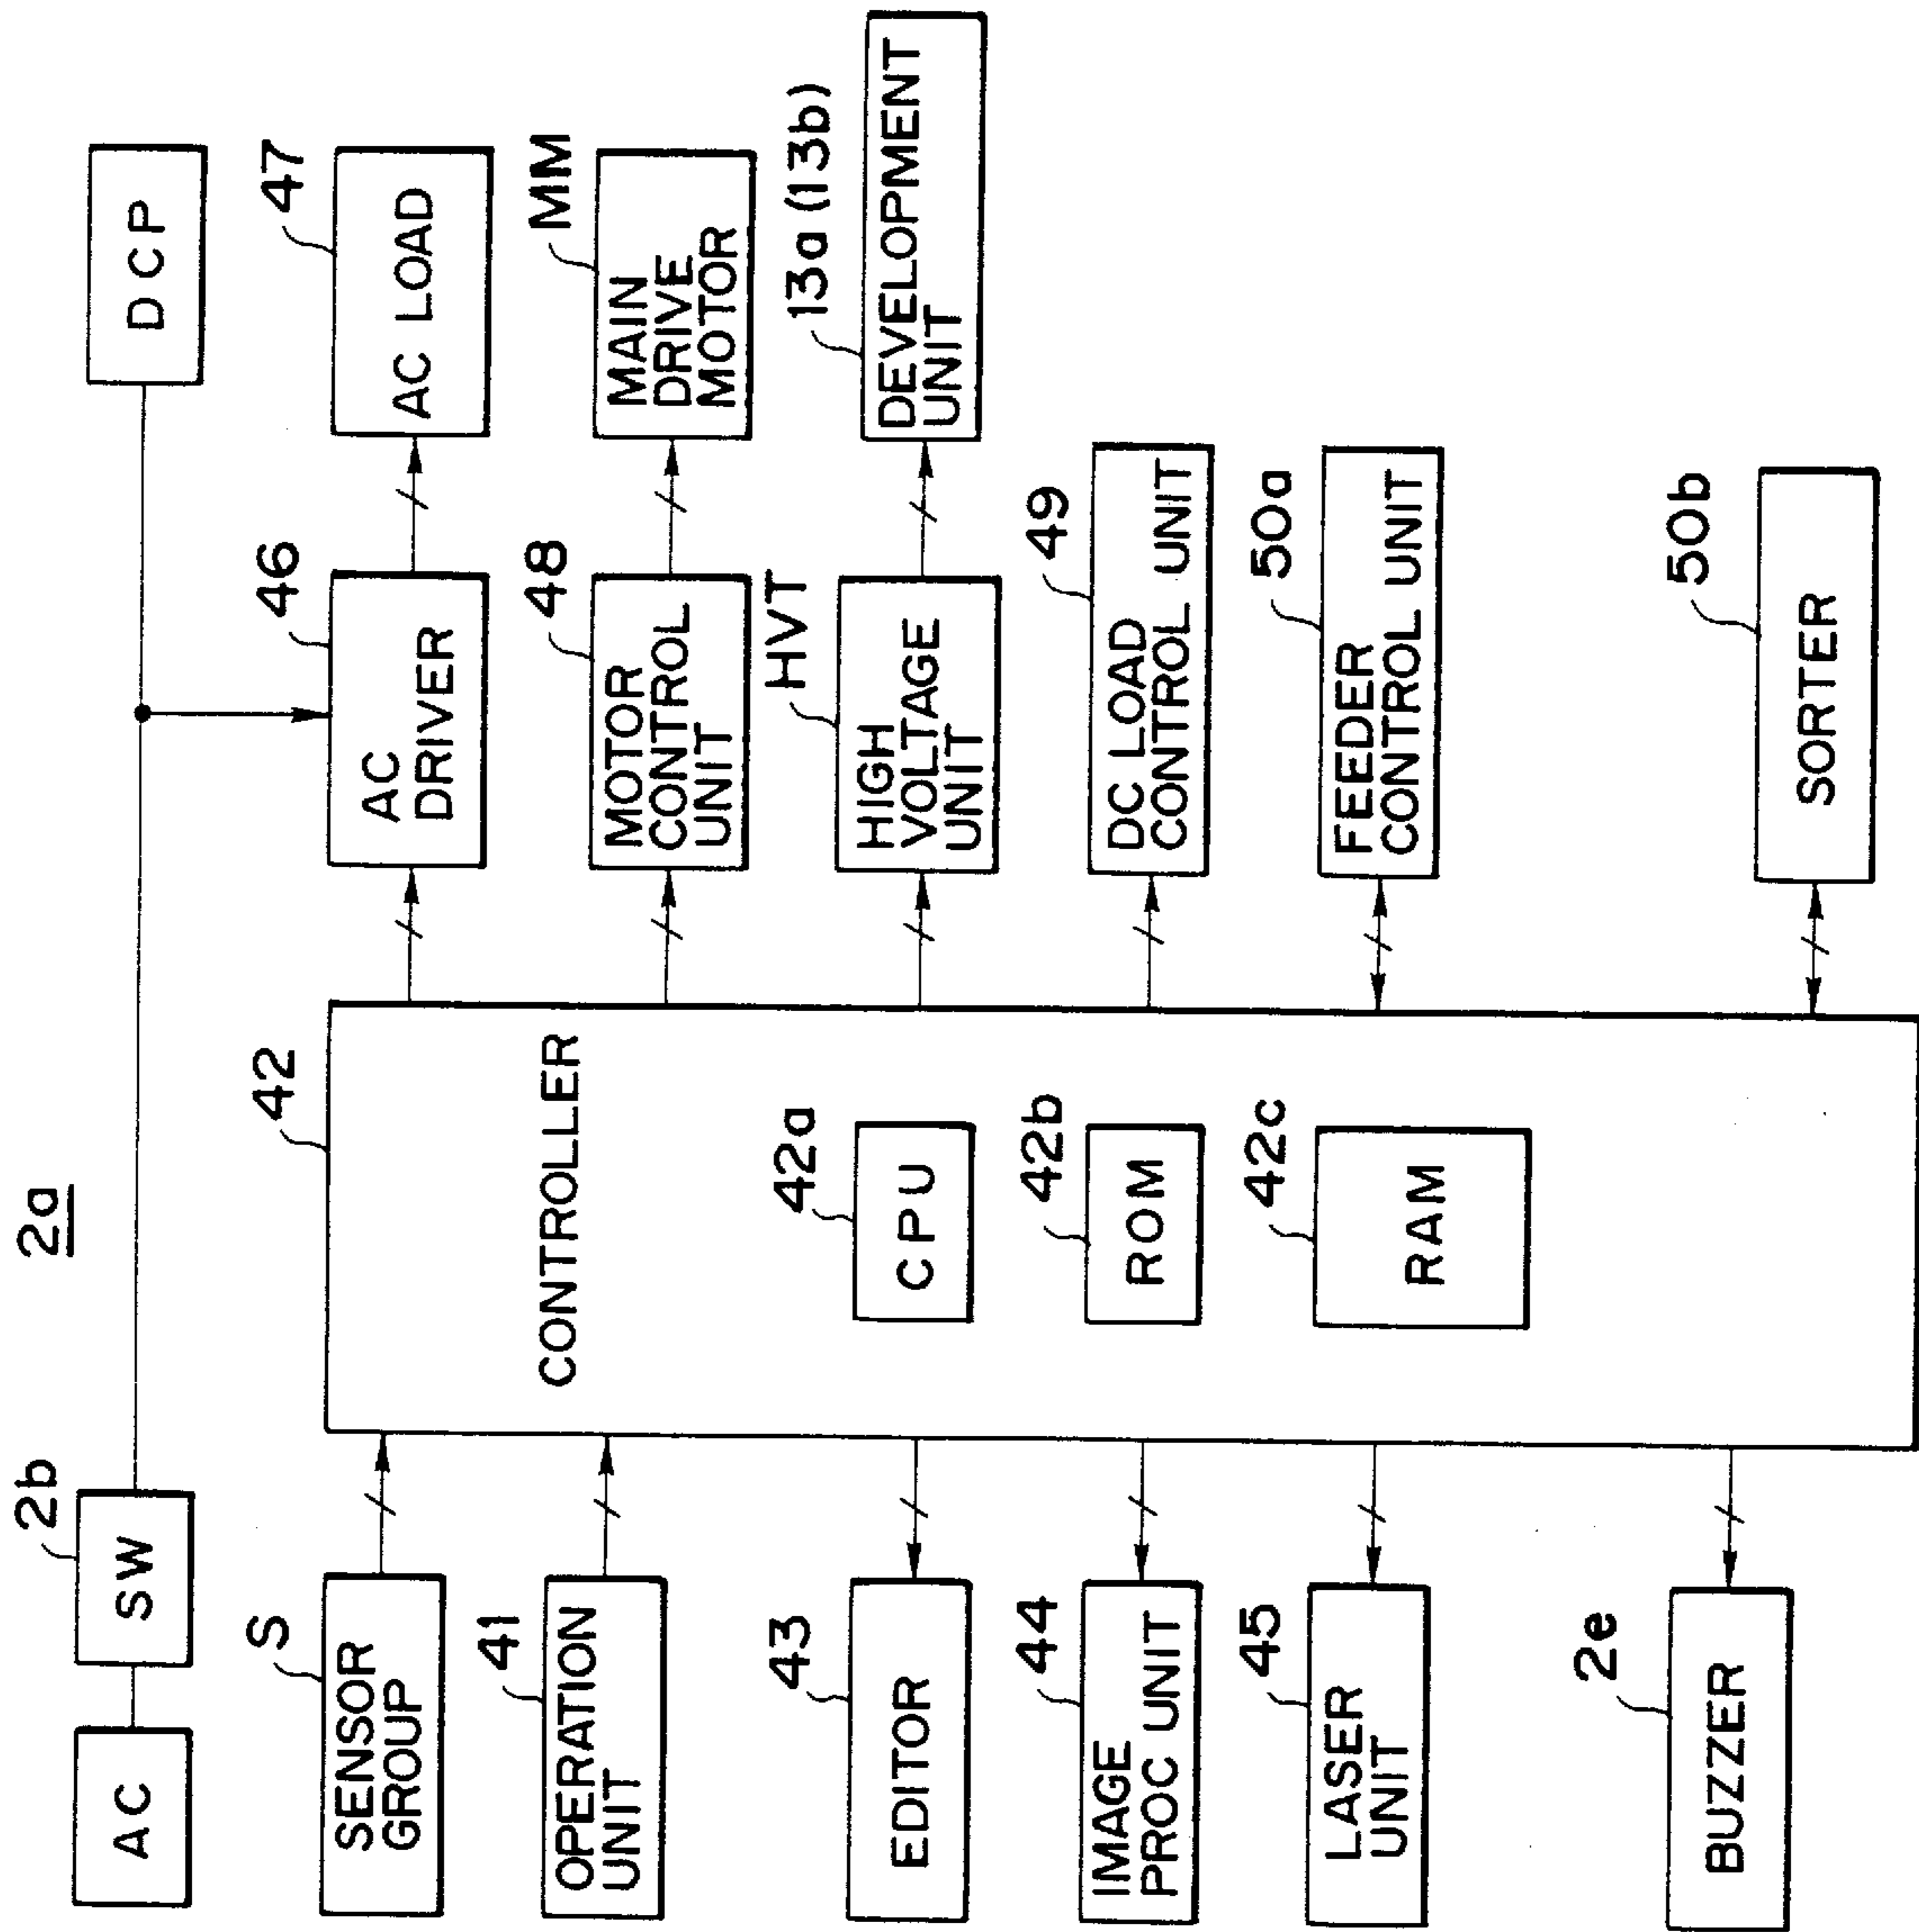 2a
AC
2b
SW
DCP
S
SENSOR
GROUP
41
OPERATION
UNIT
43
EDITOR
44
IMAGE
PROC UNIT
45
LASER
UNIT
2e
BUZZER
42
CONTROLLER
42a
CPU
42b
ROM
42c
RAM
46
AC
DRIVER
47
AC LOAD
48
MOTOR
CONTROL
UNIT
MM
MAIN
DRIVE
MOTOR
HVT
HIGH
VOLTAGE
UNIT
13a (13b)
DEVELOPMENT
UNIT
49
DC LOAD
CONTROL UNIT
50a
FEEDER
CONTROL UNIT
50b
SORTER